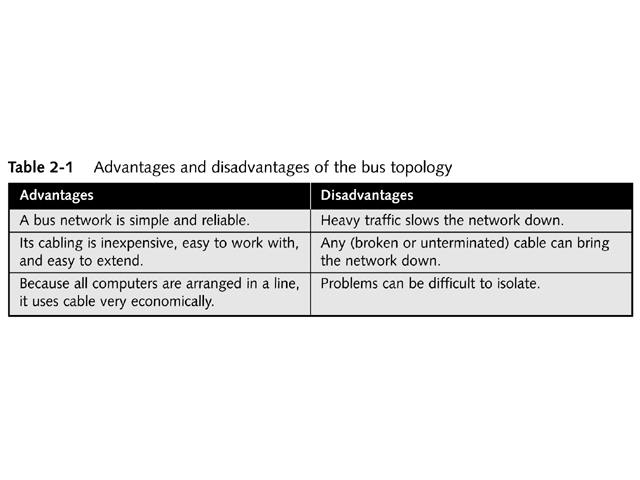 Table 2-1 Advantages and disadvantages of the bus topology
Advantages Disadvantages
A bus network is simple and reliable. Heavy traffic slows the network down.
Its cabling is inexpensive, easy to work with, Any (broken or unterminated) cable can bring
and easy to extend. the network down.
Because all computers are arranged in a line, Problems can be difficult to isolate.
it uses cable very economically.